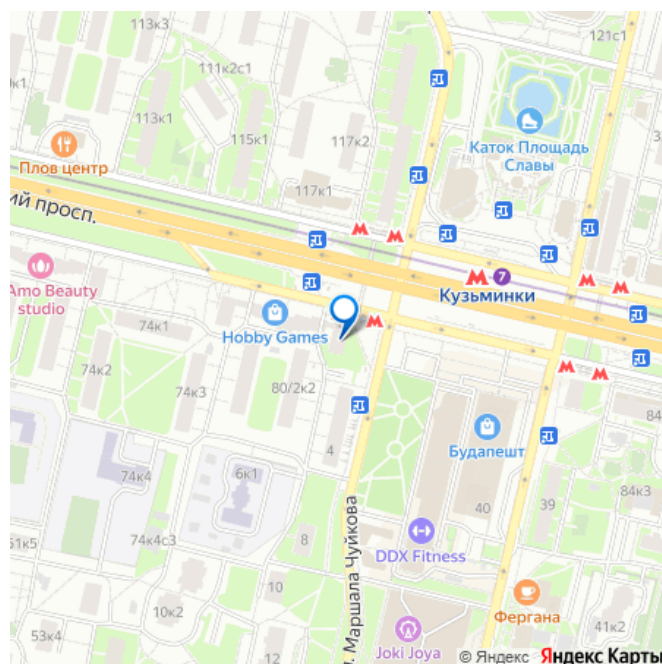 113к3
121с1
111к2с1
113к1
115к1
117к2
Каток Площадь
Славы
Плов центр
117к1
ий просп.
7
Кузьминки
Amo Beauty
studio
74к1
Hobby Games
74к2
74к3
80/2к2
4
Будапешт
74к4
6к1
40
39
84к3
51к5
74к4с3
8
DDX Fitness
ул. Маршала Чуйкова
10
10к2
Фергана
41к2
53к4
Joki Joya
© Яндекс Яндекс Карты